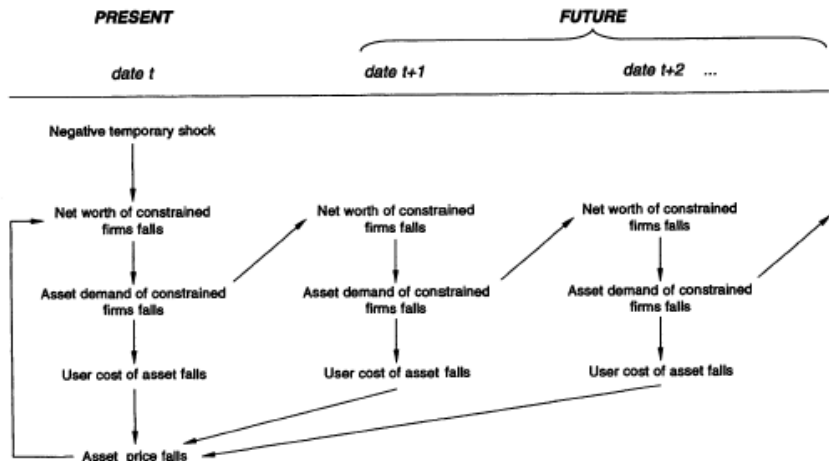 PRESENT
FUTURE
date t
date t+1
date t+2 ...
Negative temporary shock
Net worth of constrained
firms falls
Net worth of constrained
firms falls
Net worth of constrained
firms falls
Asset demand of constrained
firms falls
Asset demand of constrained
firms falls
Asset demand of constrained
firms falls
User cost of asset falls
User cost of asset falls
User cost of asset falls
Asset price falls